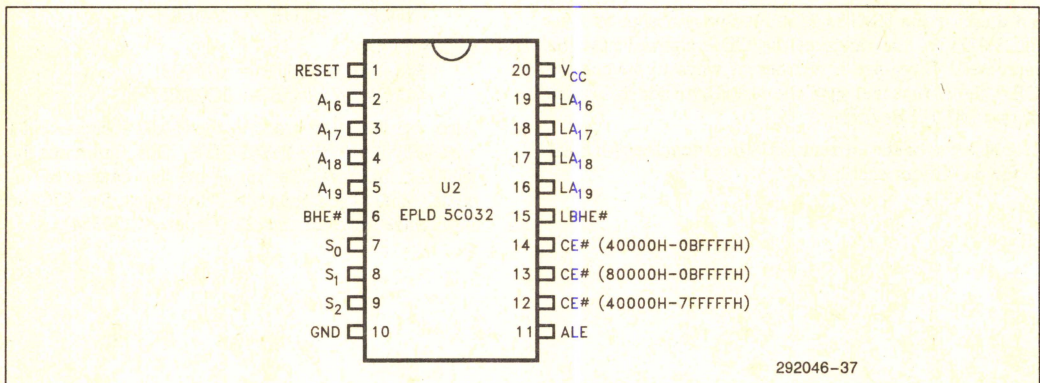 RESET 1 20 VCC
A16 2 19 LA16
A17 3 18 LA17
A18 4 17 LA18
A19 5 16 LA19
U2
BHE# 6 EPLD 5C032 15 LBHE#
S0 7 14 CE# (40000H-0BFFFFH)
S1 8 13 CE# (80000H-0BFFFFH)
S2 9 12 CE# (40000H-7FFFFFH)
GND 10 11 ALE
292046-37